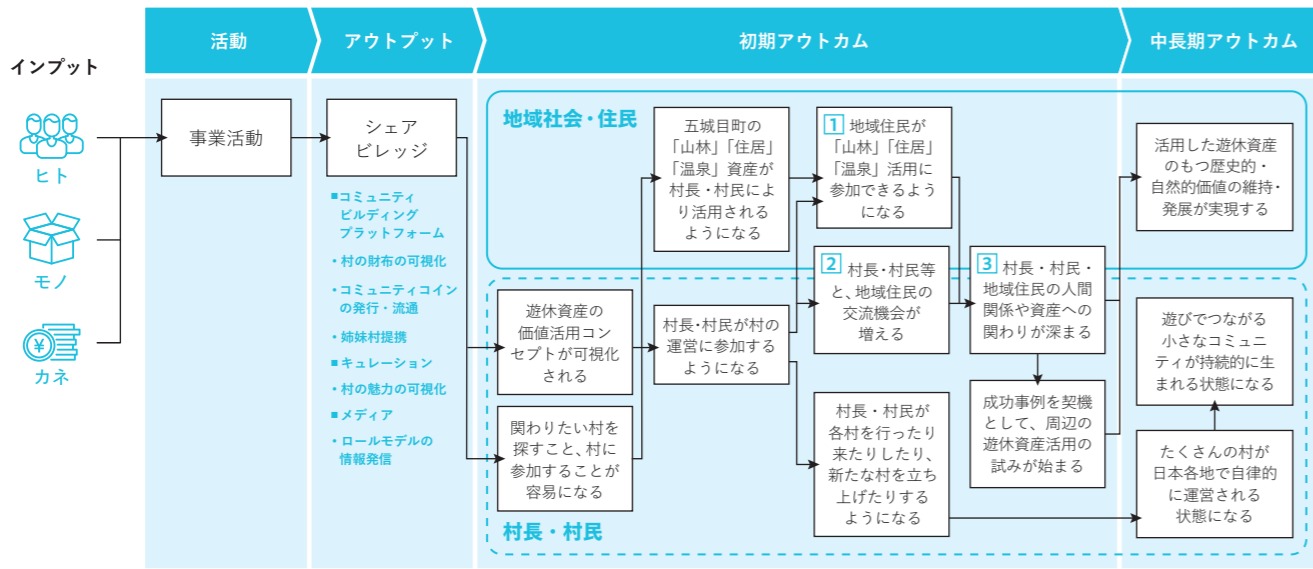 インプット
活動
アウトプット
初期アウトカム
中長期アウトカム
ヒト
モノ
¥
カネ
事業活動
シェア
ビレッジ
■コミュニティ
ビルディング
プラットフォーム
・村の財布の可視化
・コミュニティコイン
の発行・流通
・姉妹村提携
■キュレーション
・村の魅力の可視化
■メディア
・ロールモデルの
情報発信
地域社会・住民
五城目町の
「山林」「住居」
「温泉」資産が
村長・村民によ
り活用される
ようになる
1 地域住民が
「山林」「住居」
「温泉」活用に
参加できるよう
になる
活用した遊休資産
のもつ歴史的・
自然的価値の維持・
発展が実現する
遊休資産の
価値活用コン
セプトが可視化
される
村長・村民が村の
運営に参加する
ようになる
2 村長・村民等
と、地域住民の
交流機会が
増える
3 村長・村民・
地域住民の人間
関係や資産への
関わりが深まる
遊びでつながる
小さなコミュニ
ティが持続的に生
まれる状態になる
関わりたい村を
探すこと、村に
参加することが
容易になる
村長・村民が
各村を行ったり
来たりしたり、
新たな村を立ち
上げたりする
ようになる
成功事例を契機
として、周辺の
遊休資産活用の
試みが始まる
たくさんの村が
日本各地で自律的
に運営される
状態になる
村長・村民